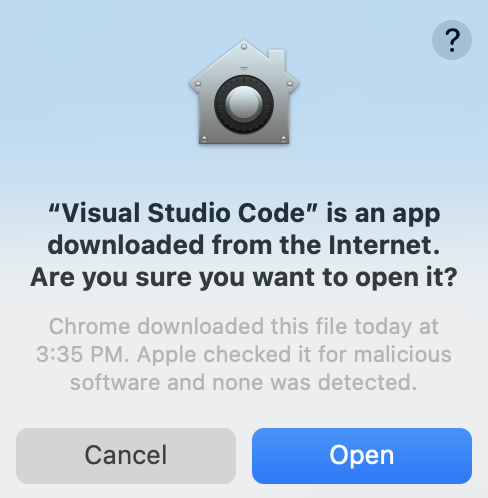 ?
“Visual Studio Code” is an app
downloaded from the Internet.
Are you sure you want to open it?
Chrome downloaded this file today at
3:35 PM. Apple checked it for malicious
software and none was detected.
Cancel
Open